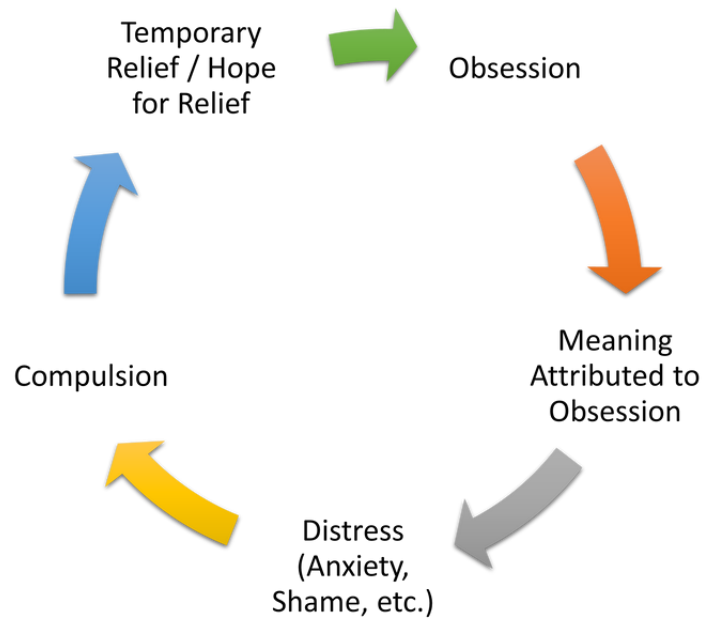 Temporary
Relief / Hope
for Relief
Obsession
Meaning
Attributed to
Obsession
Distress
(Anxiety,
Shame, etc.)
Compulsion